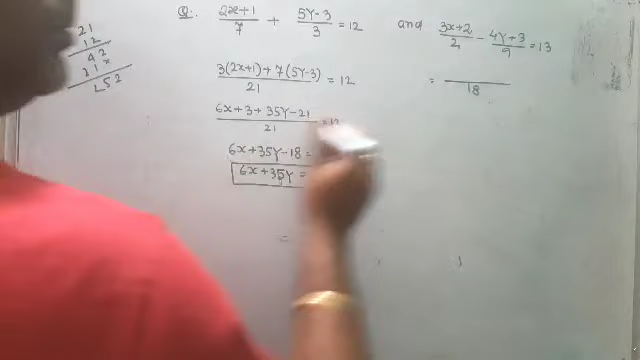 Q. (2x+1)/7 + (5y-3)/3 = 12 and (3x+2)/2 - (4y+3)/9 = 13
(3(2x+1)+7(5y-3))/21 = 12
= /18
(6x+3+35y-21)/21 = 12
6x+35y-18 =
6x+35y =
21
12
42
21×
252
=